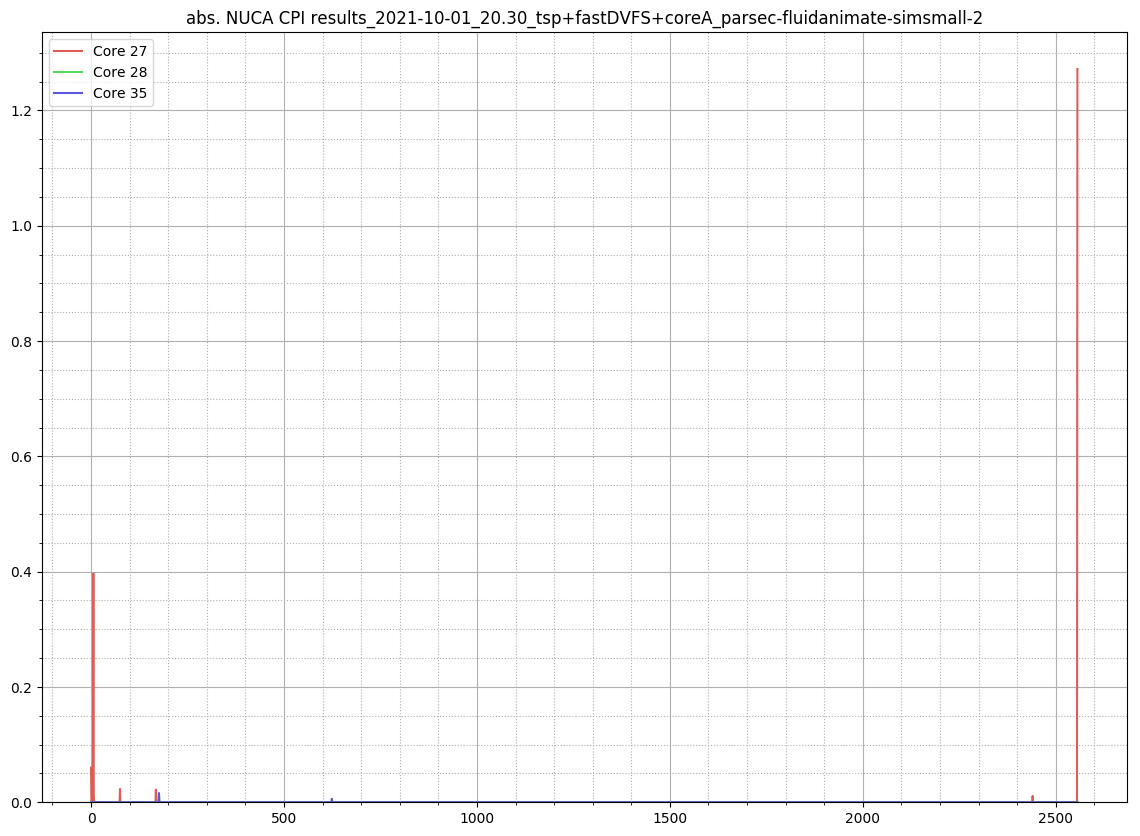 abs. NUCA CPI results_2021-10-01_20.30_tsp+fastDVFS+coreA_parsec-fluidanimate-simsmall-2
Core 27
Core 28
Core 35
1.2
1.0
0.8
0.6
0.4
0.2
0.0
0 500 1000 1500 2000 2500